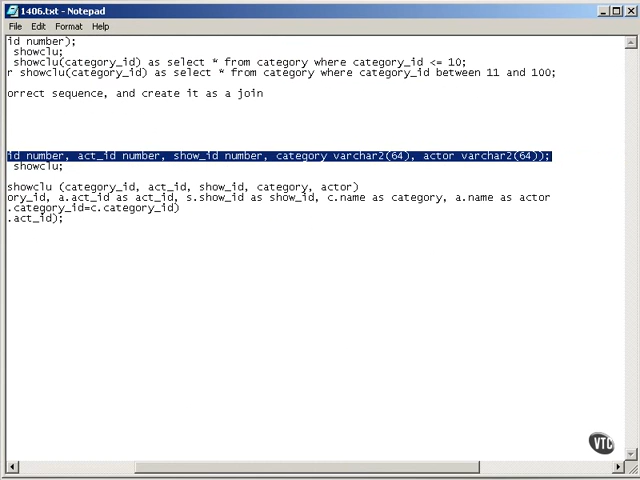 1406.txt - Notepad
File Edit Format Help
id number);
showclu;
showclu(category_id) as select * from category where category_id <= 10;
r showclu(category_id) as select * from category where category_id between 11 and 100;
orrect sequence, and create it as a join
id number, act_id number, show_id number, category varchar2(64), actor varchar2(64));
showclu;
showclu (category_id, act_id, show_id, category, actor)
ory_id, a.act_id as act_id, s.show_id as show_id, c.name as category, a.name as actor
.category_id=c.category_id)
.act_id);
VTC